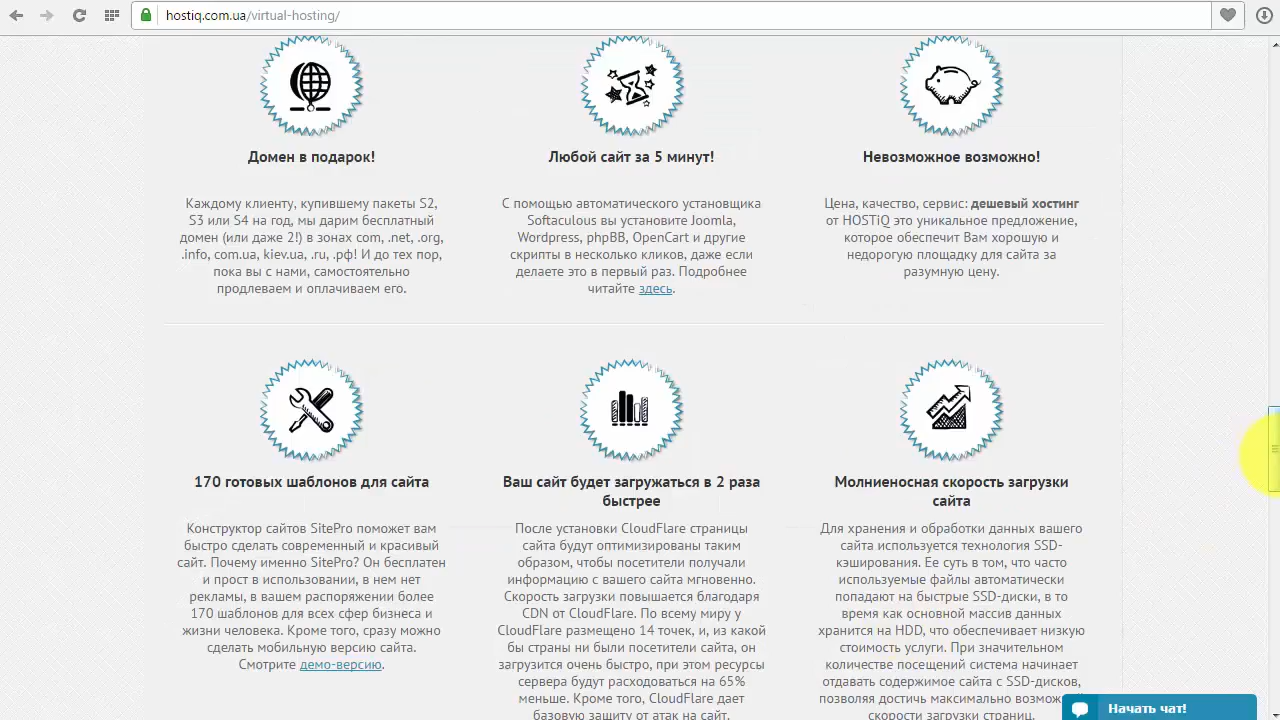 hostiq.com.ua/virtual-hosting/
Домен в подарок!
Каждому клиенту, купившему пакеты S2,
S3 или S4 на год, мы дарим бесплатный
домен (или даже 2!) в зонах com, .net, .org,
.info, com.ua, kiev.ua, .ru, .рф! И до тех пор,
пока вы с нами, самостоятельно
продлеваем и оплачиваем его.
Любой сайт за 5 минут!
С помощью автоматического установщика
Softaculous вы установите Joomla,
Wordpress, phpBB, OpenCart и другие
скрипты в несколько кликов, даже если
делаете это в первый раз. Подробнее
читайте здесь.
Невозможное возможно!
Цена, качество, сервис: дешевый хостинг
от HOSTiQ это уникальное предложение,
которое обеспечит Вам хорошую и
недорогую площадку для сайта за
разумную цену.
170 готовых шаблонов для сайта
Конструктор сайтов SitePro поможет вам
быстро сделать современный и красивый
сайт. Почему именно SitePro? Он бесплатен
и прост в использовании, в нем нет
рекламы, в вашем распоряжении более
170 шаблонов для всех сфер бизнеса и
жизни человека. Кроме того, сразу можно
сделать мобильную версию сайта.
Смотрите демо-версию.
Ваш сайт будет загружаться в 2 раза
быстрее
После установки CloudFlare страницы
сайта будут оптимизированы таким
образом, чтобы посетители получали
информацию с вашего сайта мгновенно.
Скорость загрузки повышается благодаря
CDN от CloudFlare. По всему миру у
CloudFlare размещено 14 точек, и, из какой
бы страны ни были посетители сайта, он
загрузится очень быстро, при этом ресурсы
сервера будут расходоваться на 65%
меньше. Кроме того, CloudFlare дает
базовую защиту от атак на сайт.
Молниеносная скорость загрузки
сайта
Для хранения и обработки данных вашего
сайта используется технология SSD-
кэширования. Ее суть в том, что часто
используемые файлы автоматически
попадают на быстрые SSD-диски, в то
время как основной массив данных
хранится на HDD, что обеспечивает низкую
стоимость услуги. При значительном
количестве посещений система начинает
отдавать содержимое сайта с SSD-дисков,
позволяя достичь максимально
скорости загрузки страниц.
Начать чат!